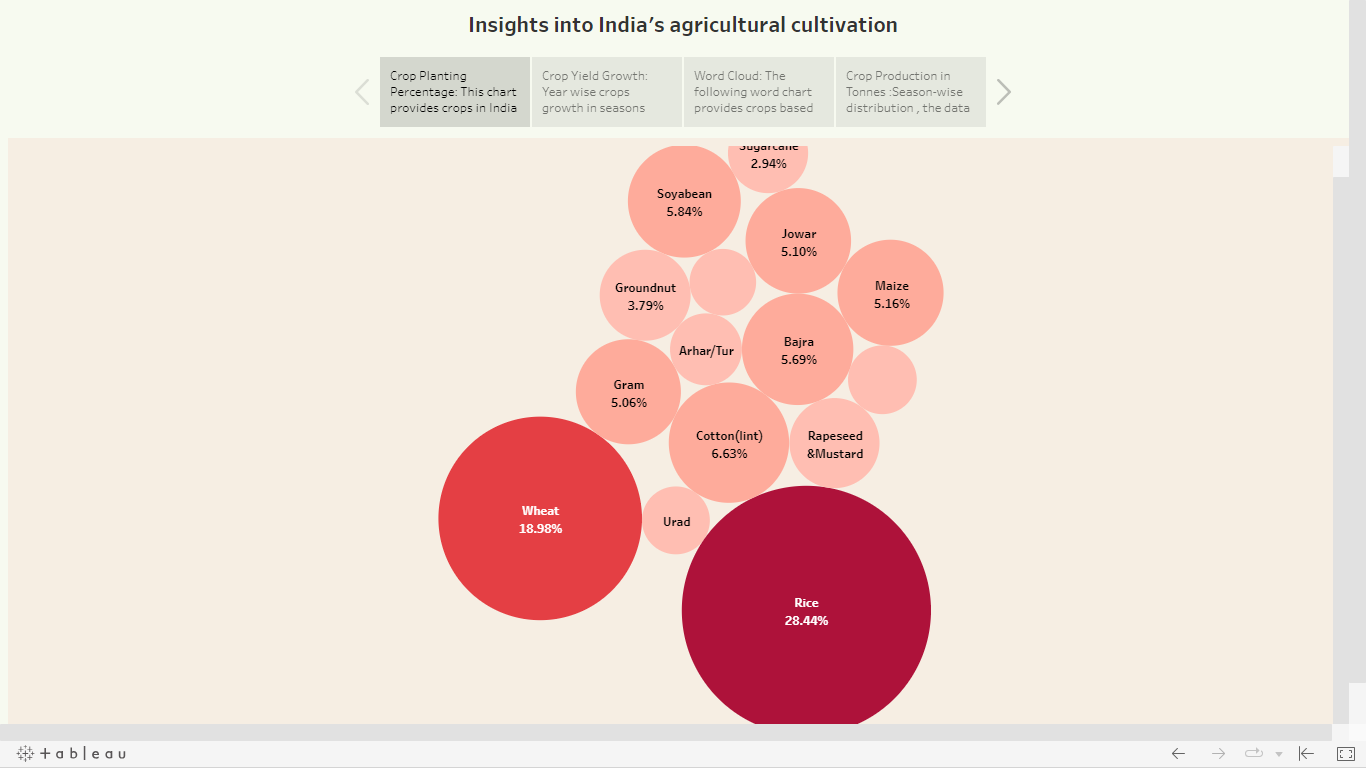 Insights into India’s agricultural cultivation
Crop Planting
Percentage: This chart
provides crops in India
Crop Yield Growth:
Year wise crops
growth in seasons
Word Cloud: The
following word chart
provides crops based
Crop Production in
Tonnes :Season-wise
distribution , the data
Sugarcane
2.94%
Soyabean
5.84%
Jowar
5.10%
Groundnut
3.79%
Maize
5.16%
Arhar/Tur
Bajra
5.69%
Gram
5.06%
Cotton(lint)
6.63%
Rapeseed
&Mustard
Wheat
18.98%
Urad
Rice
28.44%
+ableau